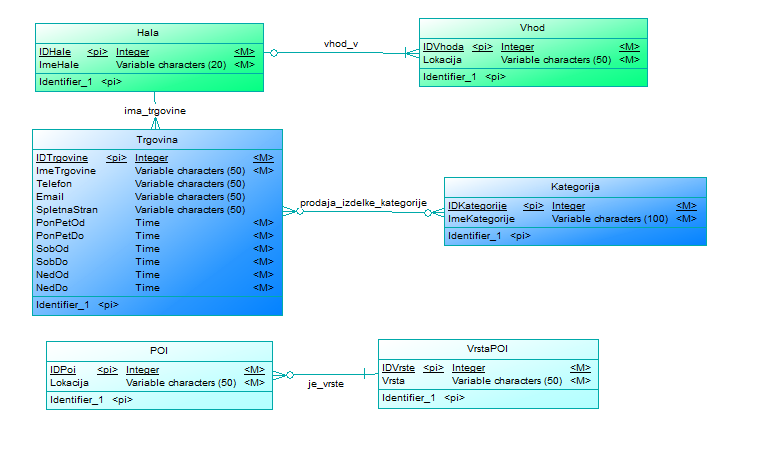 Hala
IDHale <pi> Integer <M>
ImeHale Variable characters (20) <M>
Identifier_1 <pi>
vhod_v
Vhod
IDVhoda <pi> Integer <M>
Lokacija Variable characters (50) <M>
Identifier_1 <pi>
ima_trgovine
Trgovina
IDTrgovine <pi> Integer <M>
ImeTrgovine Variable characters (50) <M>
Telefon Variable characters (50)
Email Variable characters (50)
SpletnaStran Variable characters (50)
PonPetOd Time <M>
PonPetDo Time <M>
SobOd Time <M>
SobDo Time <M>
NedOd Time <M>
NedDo Time <M>
Identifier_1 <pi>
prodaja_izdelke_kategorije
Kategorija
IDKategorije <pi> Integer <M>
ImeKategorije Variable characters (100) <M>
Identifier_1 <pi>
POI
IDPoi <pi> Integer <M>
Lokacija Variable characters (50) <M>
Identifier_1 <pi>
je_vrste
VrstaPOI
IDVrste <pi> Integer <M>
Vrsta Variable characters (50) <M>
Identifier_1 <pi>